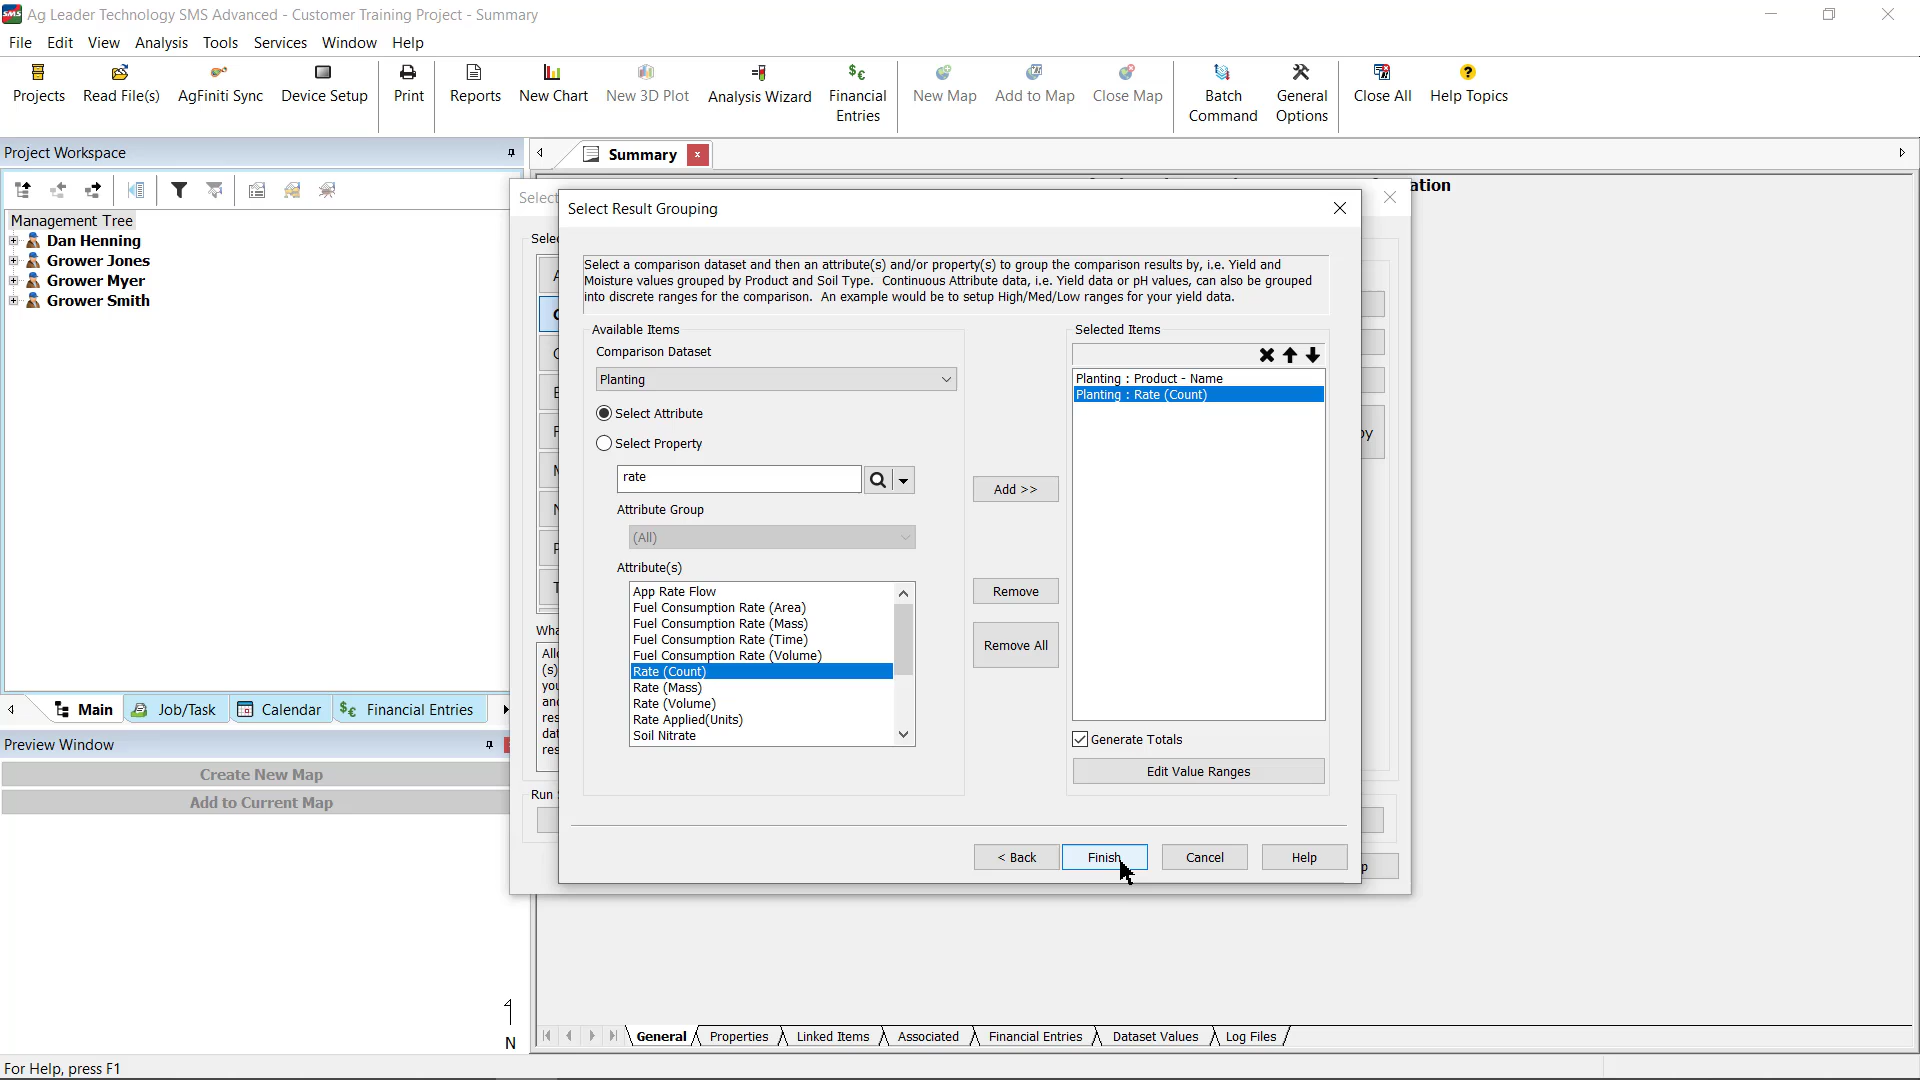 SMS Ag Leader Technology SMS Advanced - Customer Training Project - Summary
File Edit View Analysis Tools Services Window Help
Projects Read File(s) AgFiniti Sync Device Setup Print Reports New Chart New 3D Plot Analysis Wizard Financial Entries New Map Add to Map Close Map Batch Command General Options Close All Help Topics
Project Workspace
Summary
Management Tree
Dan Henning
Grower Jones
Grower Myer
Grower Smith
Main Job/Task Calendar Financial Entries
Preview Window
Create New Map
Add to Current Map
N
ation
Select
Selec
Wha
Alle
(s)
you
and
res
dat
res
Run S
py
p
Select Result Grouping
Select a comparison dataset and then an attribute(s) and/or property(s) to group the comparison results by, i.e. Yield and
Moisture values grouped by Product and Soil Type. Continuous Attribute data, i.e. Yield data or pH values, can also be grouped
into discrete ranges for the comparison. An example would be to setup High/Med/Low ranges for your yield data.
Available Items
Comparison Dataset
Planting
Select Attribute
Select Property
rate
Attribute Group
(All)
Attribute(s)
App Rate Flow
Fuel Consumption Rate (Area)
Fuel Consumption Rate (Mass)
Fuel Consumption Rate (Time)
Fuel Consumption Rate (Volume)
Rate (Count)
Rate (Mass)
Rate (Volume)
Rate Applied(Units)
Soil Nitrate
Add >>
Remove
Remove All
Selected Items
Planting : Product - Name
Planting : Rate (Count)
Generate Totals
Edit Value Ranges
< Back Finish Cancel Help
General Properties Linked Items Associated Financial Entries Dataset Values Log Files
For Help, press F1